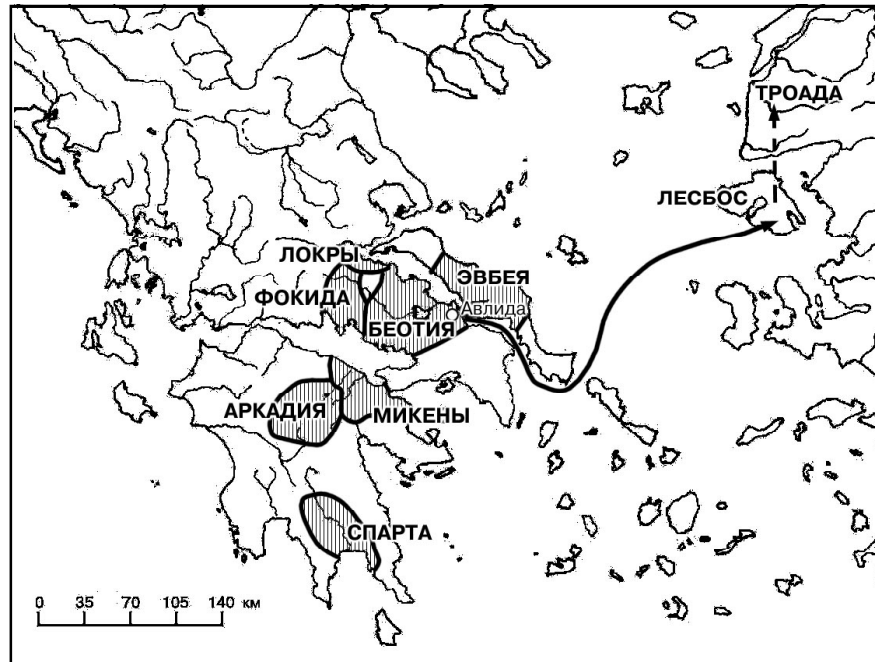 ТРОАДА
ЛЕСБОС
ЛОКРЫ
ЭВБЕЯ
ФОКИДА
Авлида
БЕОТИЯ
АРКАДИЯ
МИКЕНЫ
СПАРТА
0 35 70 105 140 км